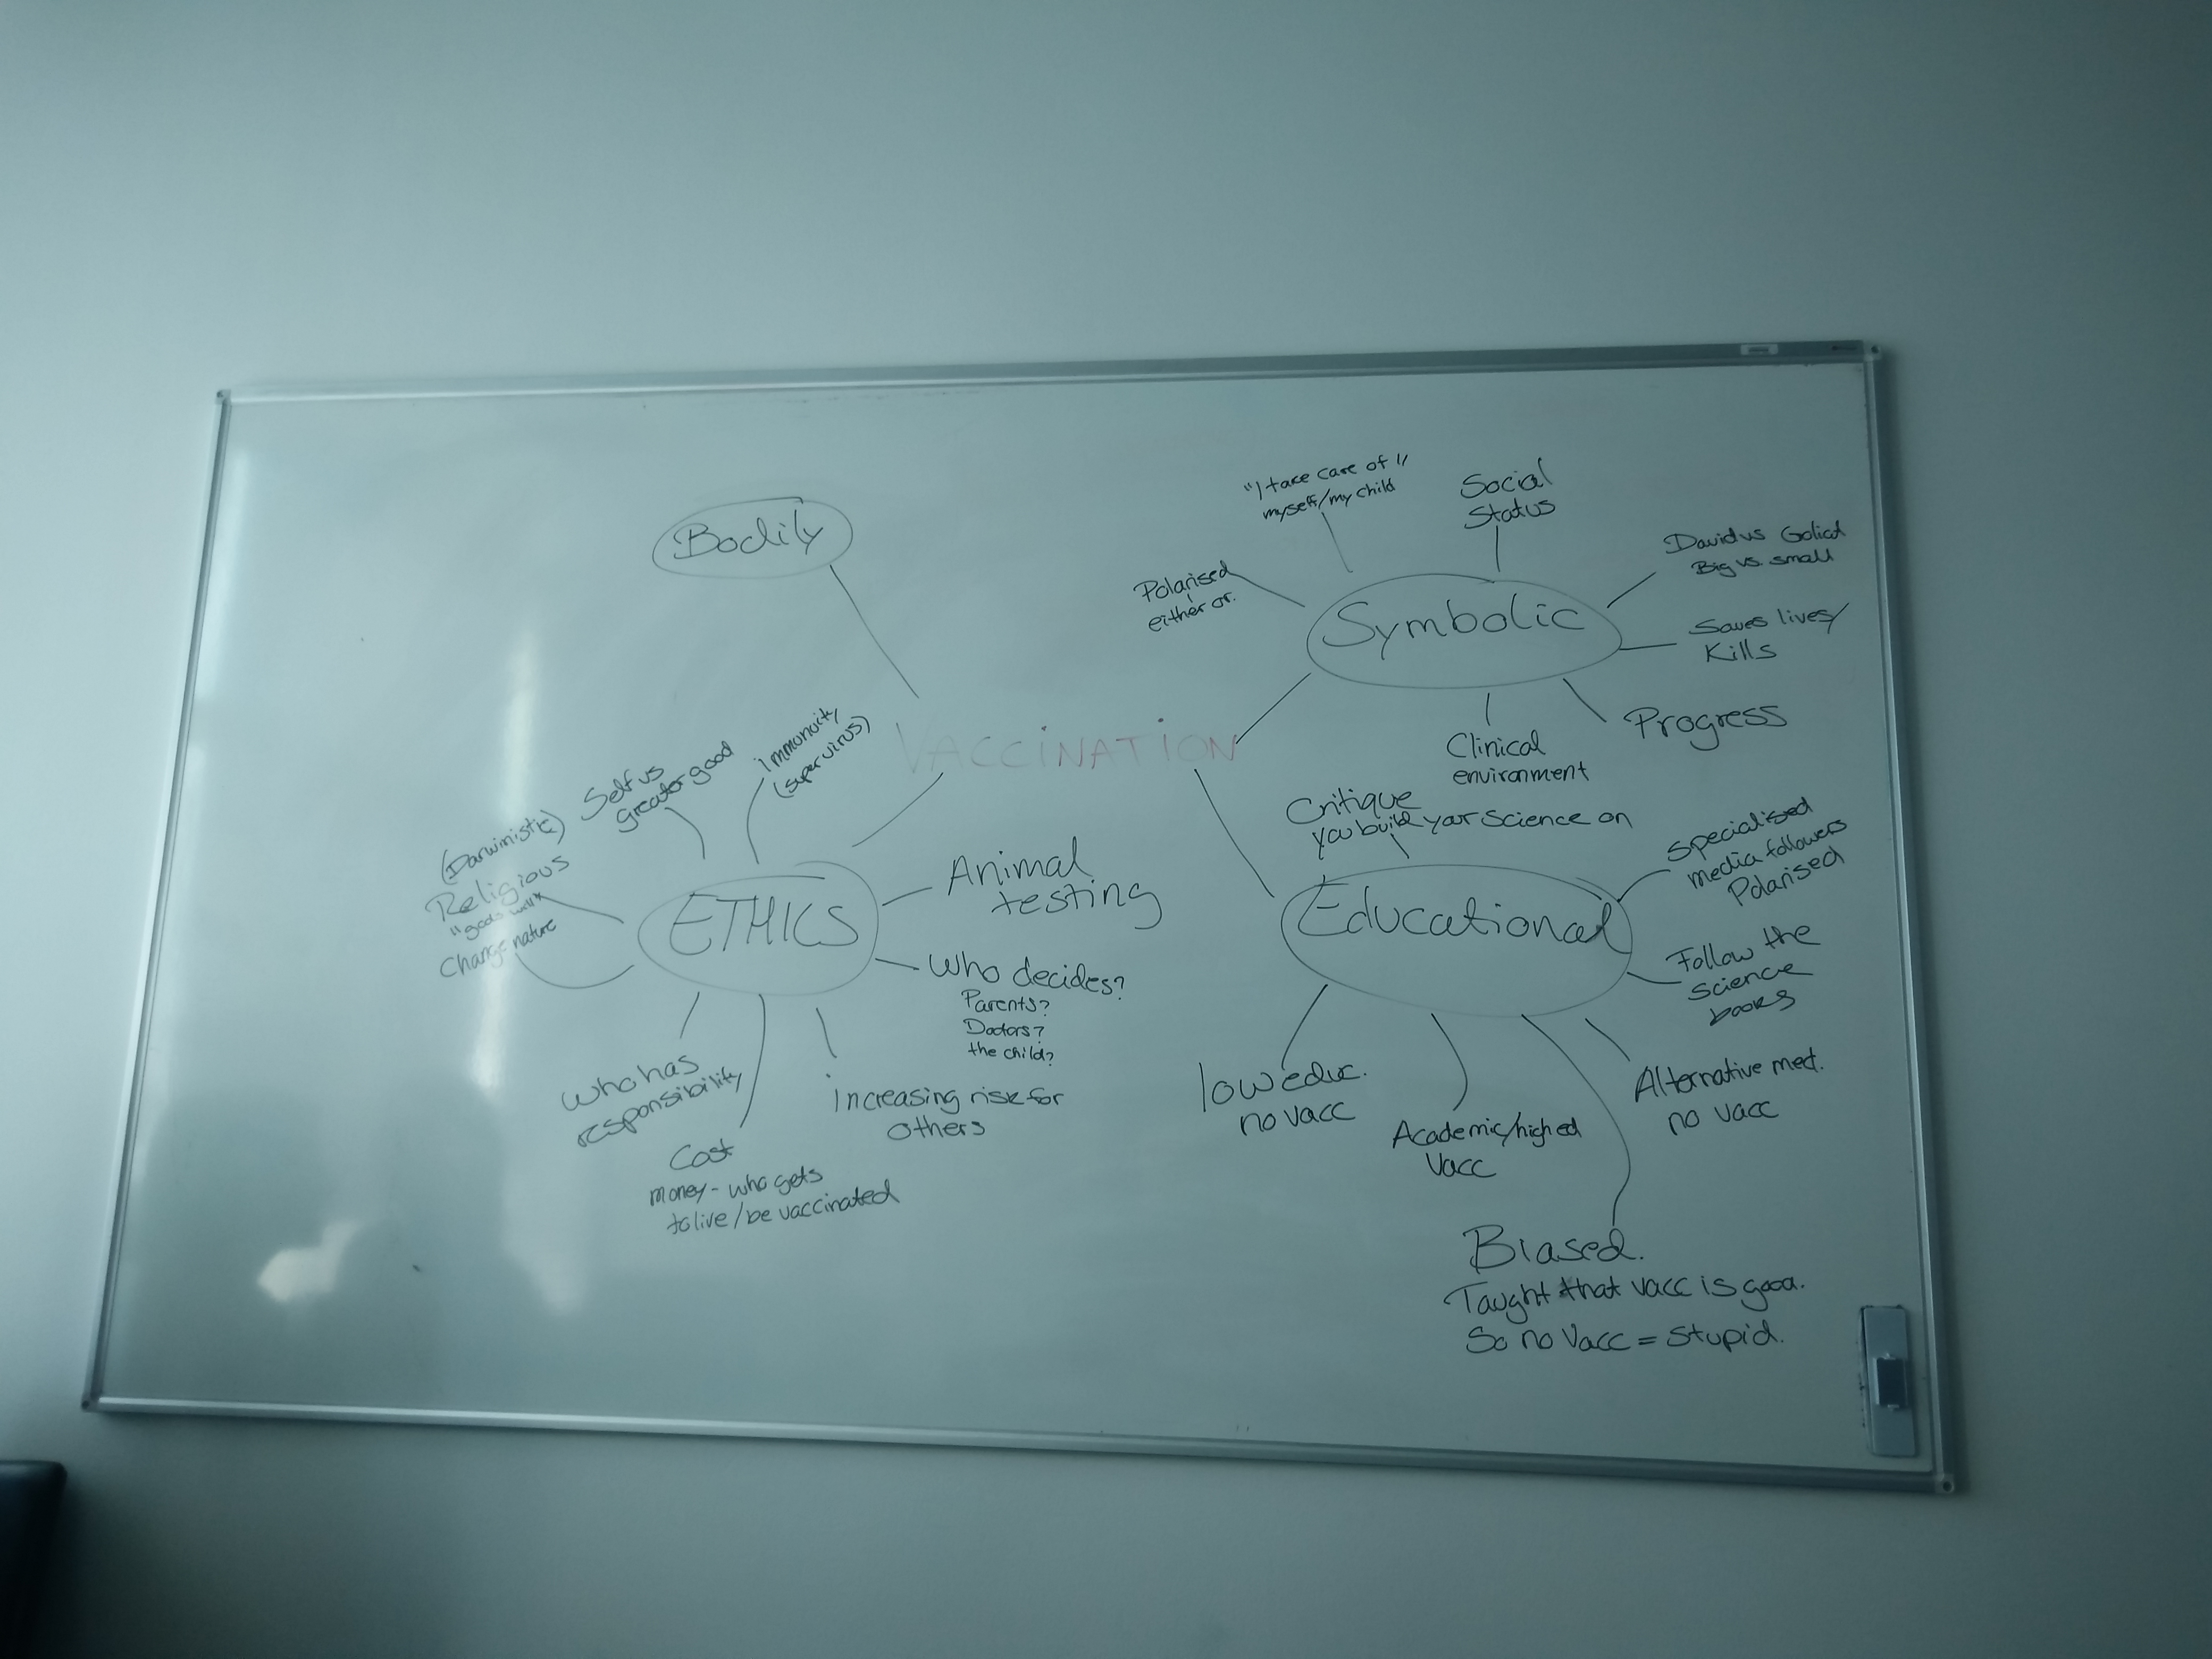 Bodily
VACCINATION
"I take care of"
myself/my child
Social
Status
Polarised
either or.
David vs Goliat
Big vs. small
Symbolic
Saves lives/
Kills
Progress
Clinical
environment
immunity
(super virus)
Self vs
greater good
(Darwinistic)
Religious
change nature
ETHICS
Animal
testing
Who decides?
Parents?
Doctors?
the child?
Who has
responsibility
increasing risk for
others
Cost
money - who gets
to live/be vaccinated
Critique
you build your science on
Educational
Specialised
media followers
Polarised
Follow the
science
books
low educ.
no vacc
Academic/high ed
Vacc
Alternative med.
no vacc
Biased.
Taught that vacc is good.
So no Vacc = stupid.